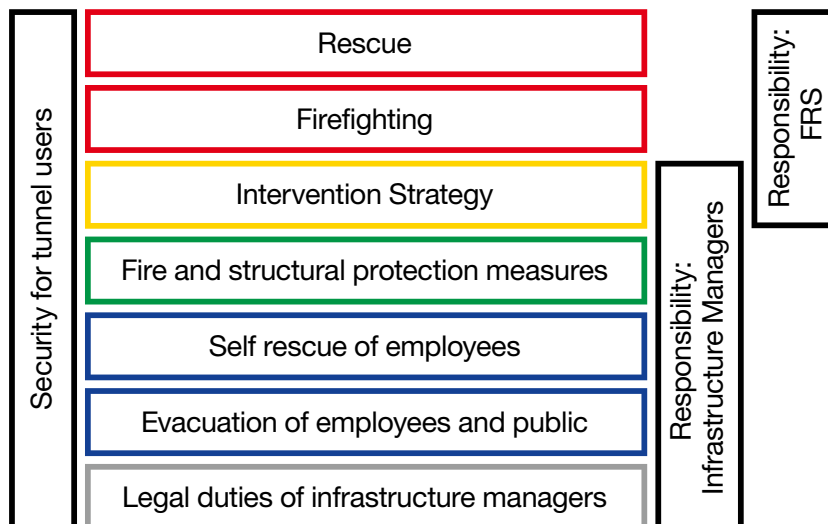 Security for tunnel users
Rescue
Firefighting
Intervention Strategy
Fire and structural protection measures
Self rescue of employees
Evacuation of employees and public
Legal duties of infrastructure managers
Responsibility:
Infrastructure Managers
Responsibility:
FRS